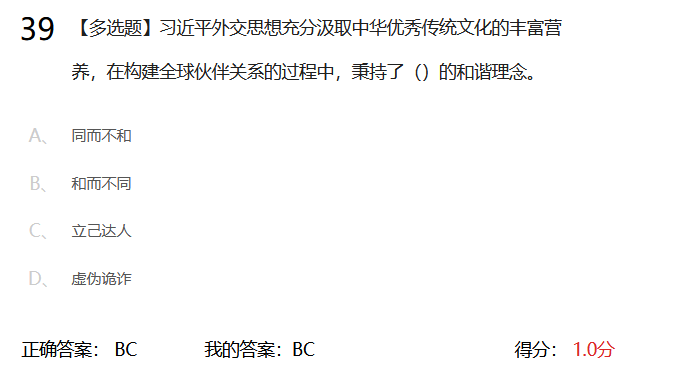 39 【多选题】习近平外交思想充分汲取中华优秀传统文化的丰富营
养，在构建全球伙伴关系的过程中，秉持了（）的和谐理念。
A、 同而不和
B、 和而不同
C、 立己达人
D、 虚伪诡诈
正确答案： BC 我的答案：BC 得分： 1.0分